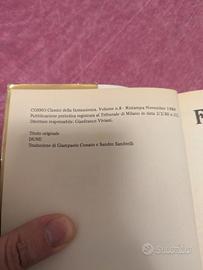 COSMO Classici della fantascienza. Volume n.8 - Ristampa Novembre
Pubblicazione periodica registrata al Tribunale di Milano in data
Direttore responsabile: Gianfranco Viviani.
Titolo originale
DUNE
Traduzione di Giampaolo Cossato e Sandro Sandrelli
F
subito